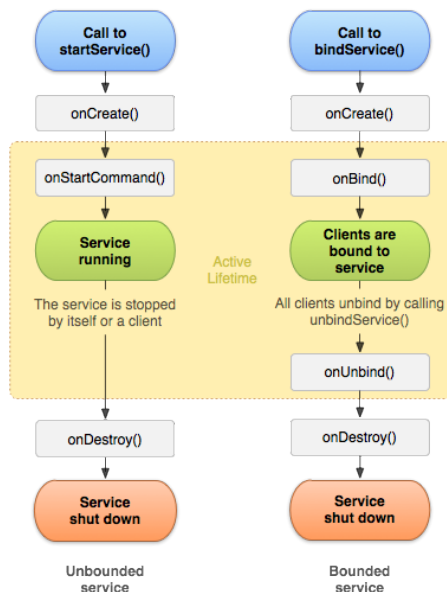 Call to
startService()
onCreate()
onStartCommand()
Service
running
The service is stopped
by itself or a client
onDestroy()
Service
shut down
Unbounded
service
Active
Lifetime
Call to
bindService()
onCreate()
onBind()
Clients are
bound to
service
All clients unbind by calling
unbindService()
onUnbind()
onDestroy()
Service
shut down
Bounded
service